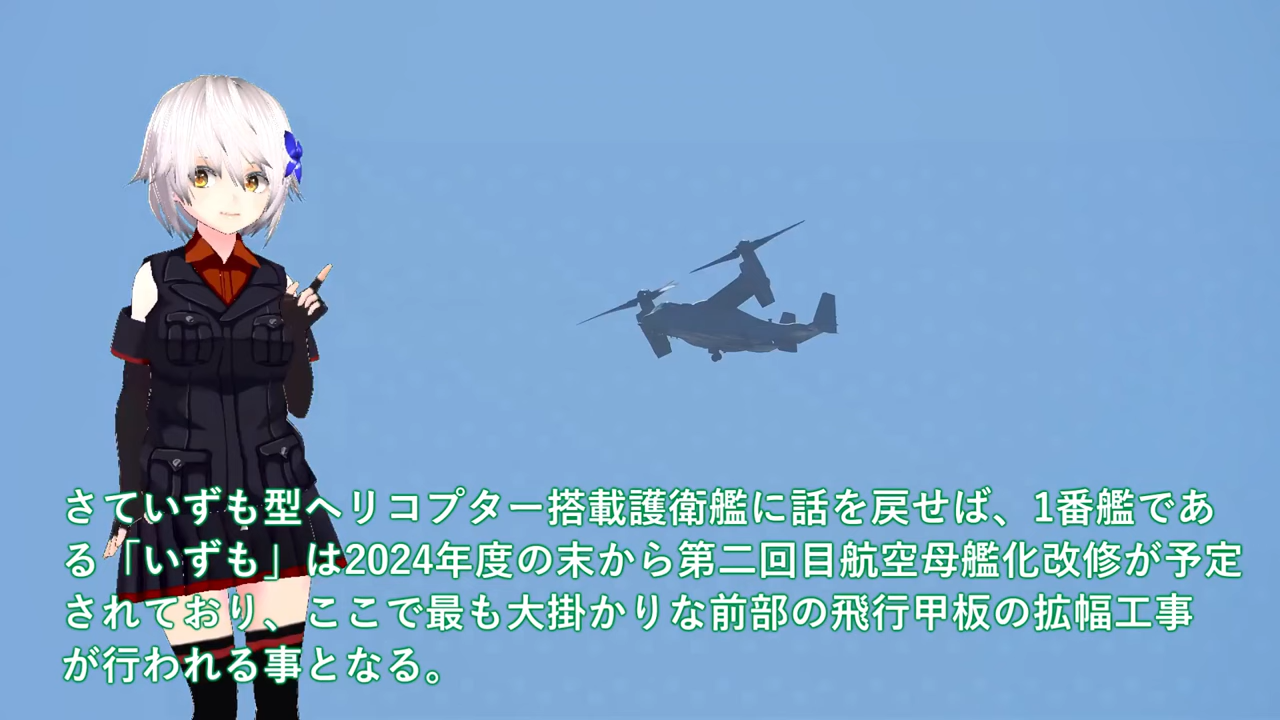 さていずも型ヘリコプター搭載護衛艦に話を戻せば、1番艦であ
る「いずも」は2024年度の末から第二回目航空母艦化改修が予定
されており、ここで最も大掛かりな前部の飛行甲板の拡幅工事
が行われる事となる。